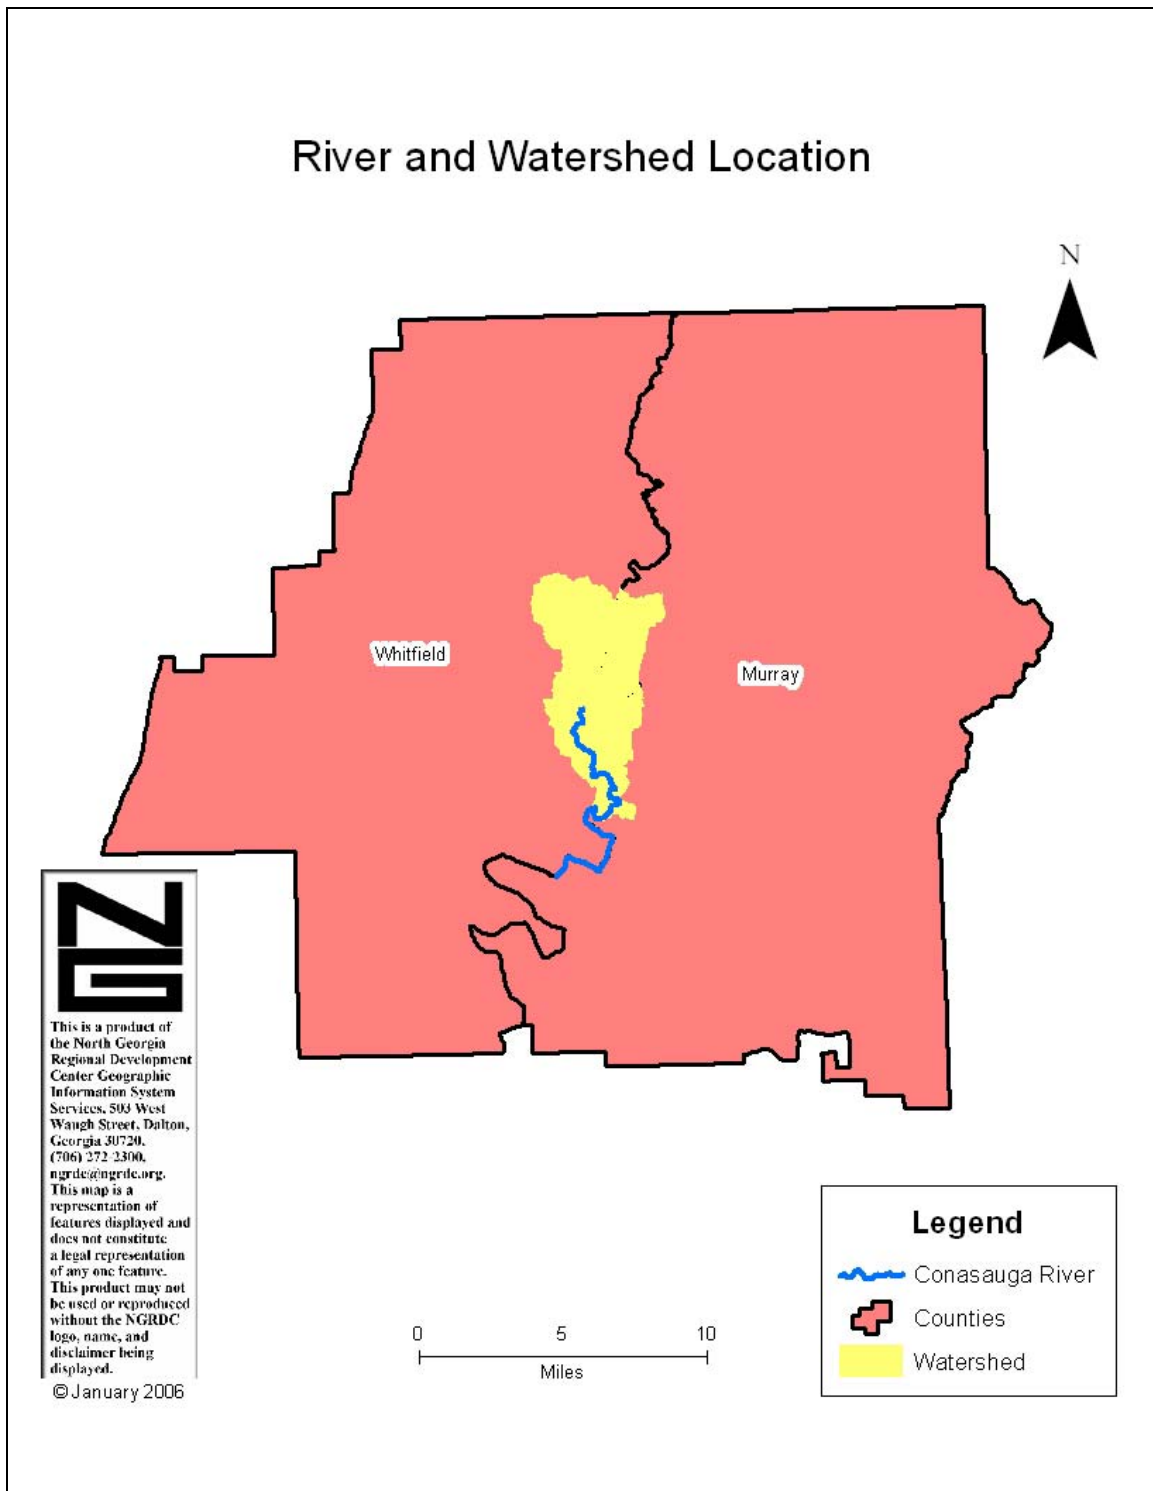 River and Watershed Location
N
Whitfield
Murray
NG
This is a product of
the North Georgia
Regional Development
Center Geographic
Information System
Services, 503 West
Waugh Street, Dalton,
Georgia 30720.
(706) 272-2300,
ngrdc@ngrdc.org.
This map is a
representation of
features displayed and
does not constitute
a legal representation
of any one feature.
This product may not
be used or reproduced
without the NGRDC
logo, name, and
disclaimer being
displayed.
©January 2006
0 5 10
Miles
Legend
Conasauga River
Counties
Watershed